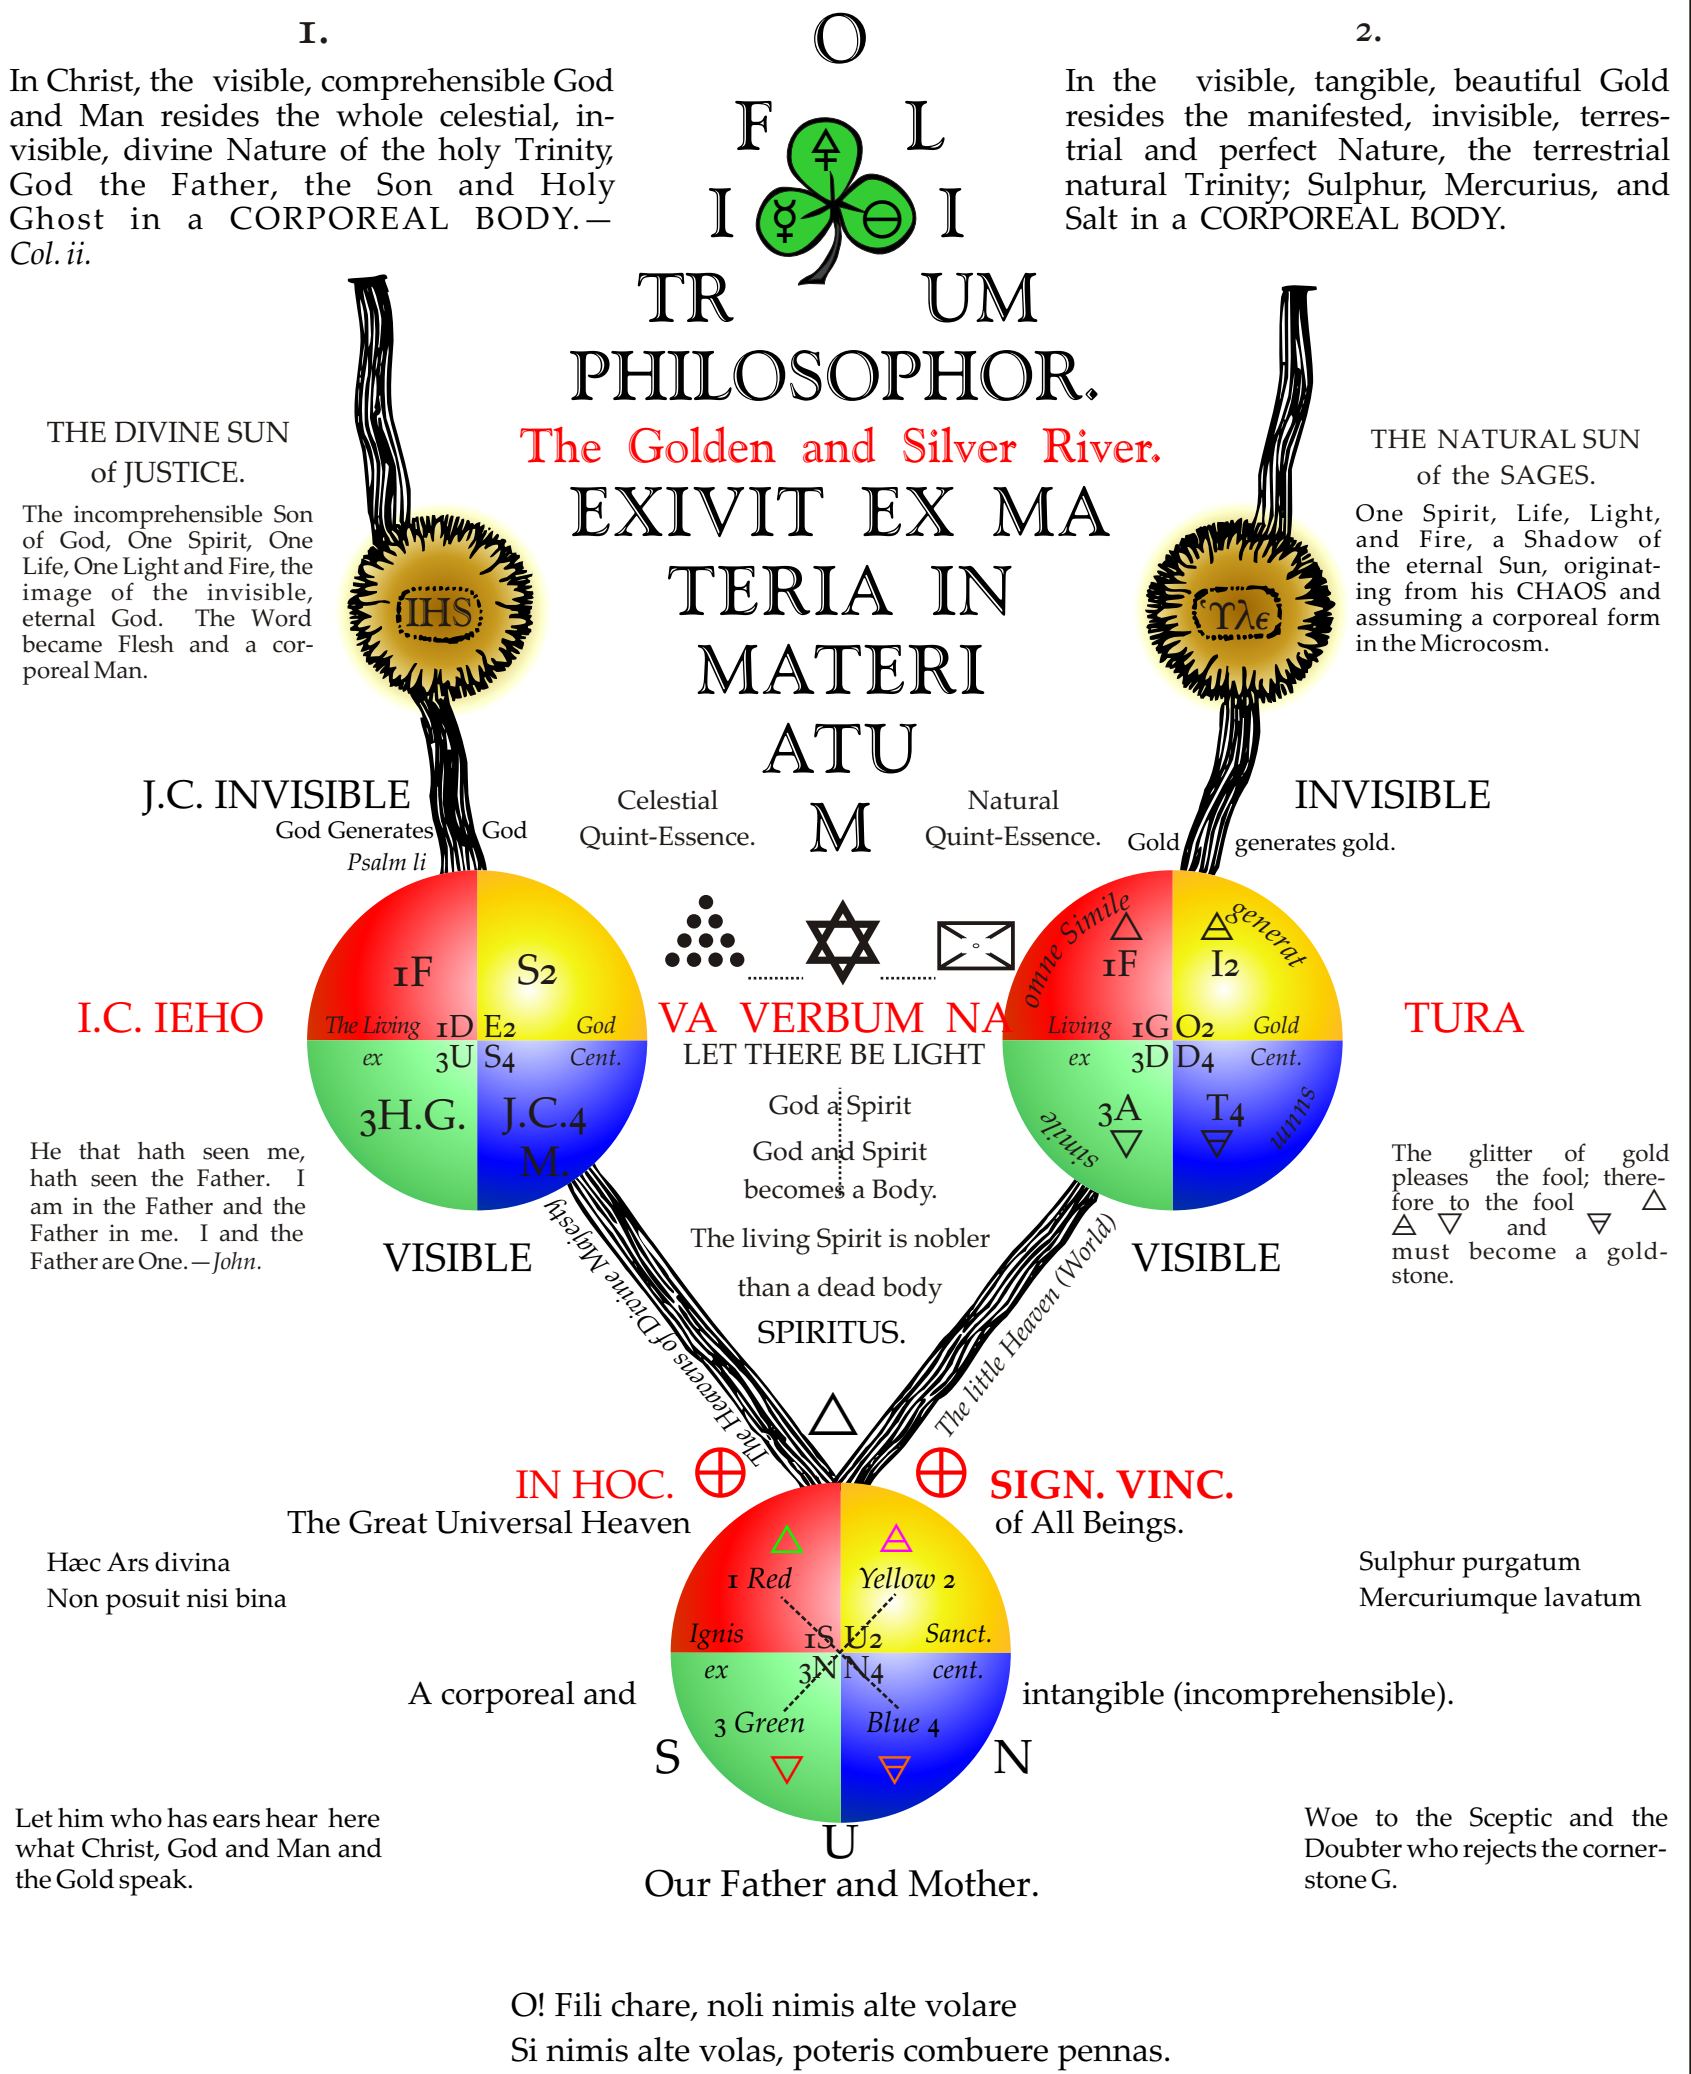 1.
In Christ, the visible, comprehensible God
and Man resides the whole celestial, in-
visible, divine Nature of the holy Trinity,
God the Father, the Son and Holy
Ghost in a CORPOREAL BODY.—
Col. ii.
2.
In the visible, tangible, beautiful Gold
resides the manifested, invisible, terres-
trial and perfect Nature, the terrestrial
natural Trinity; Sulphur, Mercurius, and
Salt in a CORPOREAL BODY.
O
F L
I I
TR UM
PHILOSOPHOR.
The Golden and Silver River.
EXIVIT EX MA
TERIA IN
MATERI
ATU
M
THE DIVINE SUN
of JUSTICE.
The incomprehensible Son
of God, One Spirit, One
Life, One Light and Fire, the
image of the invisible,
eternal God. The Word
became Flesh and a cor-
poreal Man.
IHS
THE NATURAL SUN
of the SAGES.
One Spirit, Life, Light,
and Fire, a Shadow of
the eternal Sun, originat-
ing from his CHAOS and
assuming a corporeal form
in the Microcosm.
Ὑλϵ
J.C. INVISIBLE
God Generates God
Psalm li
Celestial
Quint-Essence.
Natural
Quint-Essence.
INVISIBLE
Gold generates gold.
1F S2
The Living 1D E2 God
ex 3U S4 Cent.
3H.G. J.C.4
M.
omne Simile generat
△ 🜁
1F I2
Living 1G O2 Gold
ex 3D D4 Cent.
3A T4
▽ 🜃
simile suum
I.C. IEHO VA VERBUM NA TURA
LET THERE BE LIGHT
God a Spirit
God and Spirit
becomes a Body.
The living Spirit is nobler
than a dead body
SPIRITUS.
He that hath seen me,
hath seen the Father. I
am in the Father and the
Father in me. I and the
Father are One.—John.
The glitter of gold
pleases the fool; there-
fore to the fool △
🜁 ▽ and 🜃
must become a gold-
stone.
VISIBLE
VISIBLE
The Heavens of Divine Majesty
The little Heaven (World)
IN HOC. SIGN. VINC.
The Great Universal Heaven of All Beings.
Hæc Ars divina
Non posuit nisi bina
Sulphur purgatum
Mercuriumque lavatum
1 Red Yellow 2
Ignis 1S U2 Sanct.
ex 3N N4 cent.
3 Green Blue 4
A corporeal and intangible (incomprehensible).
S N
U
Our Father and Mother.
Let him who has ears hear here
what Christ, God and Man and
the Gold speak.
Woe to the Sceptic and the
Doubter who rejects the corner-
stone G.
O! Fili chare, noli nimis alte volare
Si nimis alte volas, poteris combuere pennas.